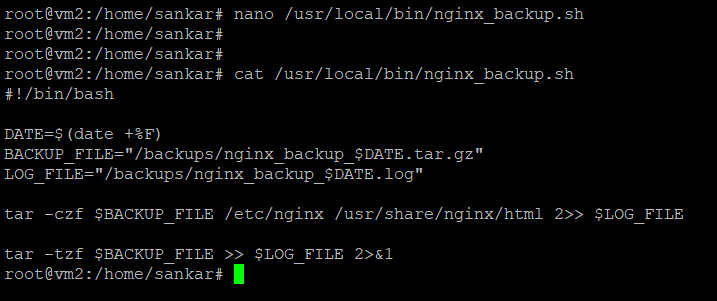 root@vm2:/home/sankar# nano /usr/local/bin/nginx_backup.sh
root@vm2:/home/sankar#
root@vm2:/home/sankar#
root@vm2:/home/sankar# cat /usr/local/bin/nginx_backup.sh
#!/bin/bash

DATE=$(date +%F)
BACKUP_FILE="/backups/nginx_backup_$DATE.tar.gz"
LOG_FILE="/backups/nginx_backup_$DATE.log"

tar -czf $BACKUP_FILE /etc/nginx /usr/share/nginx/html 2>> $LOG_FILE

tar -tzf $BACKUP_FILE >> $LOG_FILE 2>&1
root@vm2:/home/sankar#